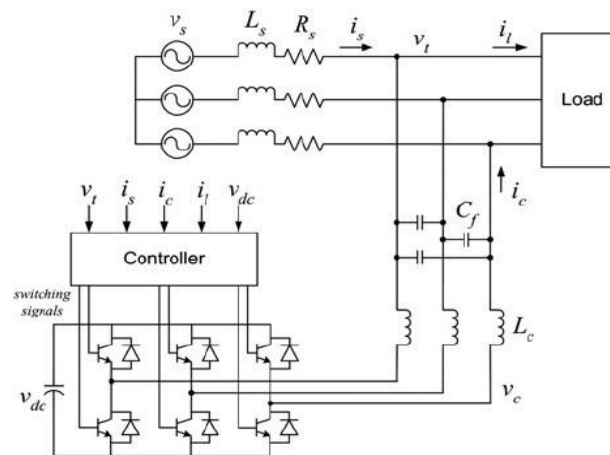 v_s
L_s
R_s
i_s
v_t
i_l
Load
i_c
v_t
i_s
i_c
i_l
v_dc
C_f
Controller
switching
signals
L_c
v_dc
v_c